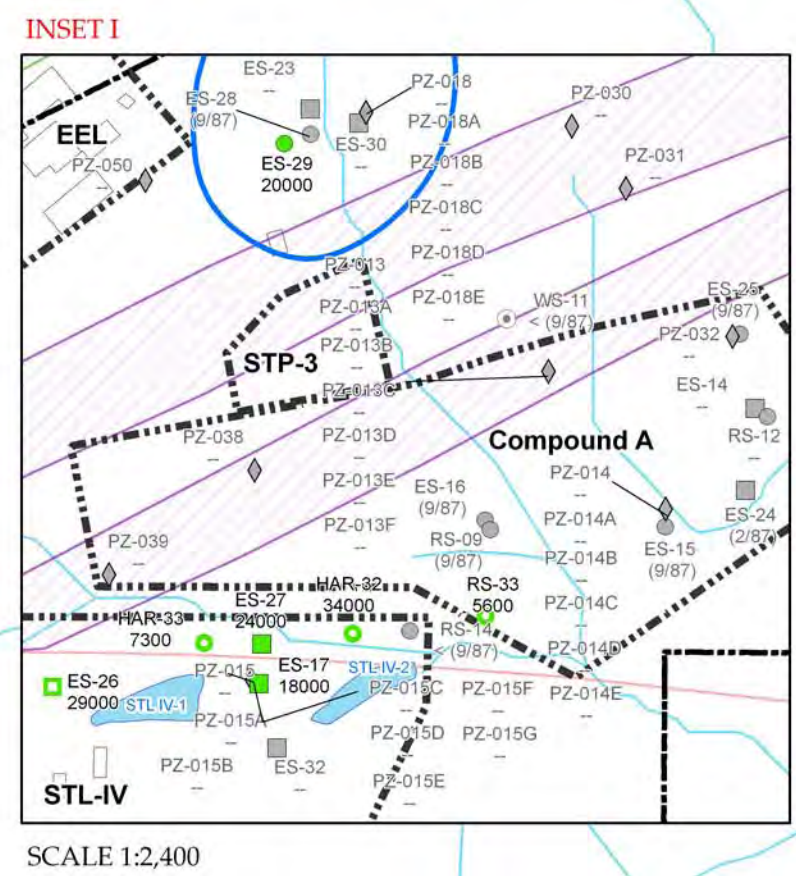 INSET I
ES-23
--
PZ-018
--
PZ-030
--
ES-28
(9/87)
PZ-018A
--
EEL
ES-30
--
PZ-031
--
PZ-050
--
ES-29
20000
PZ-018B
--
PZ-018C
--
PZ-018D
--
PZ-013
--
PZ-018E
--
WS-11
< (9/87)
ES-25
(9/87)
PZ-013A
--
PZ-032
--
PZ-013B
--
STP-3
PZ-013C
--
ES-14
--
PZ-038
--
PZ-013D
--
Compound A
RS-12
--
PZ-014
--
PZ-013E
--
ES-16
(9/87)
PZ-014A
--
ES-24
(2/87)
PZ-013F
--
RS-09
(9/87)
ES-15
(9/87)
PZ-039
--
PZ-014B
--
HAR-32
34000
RS-33
5600
ES-27
24000
PZ-014C
--
HAR-33
7300
RS-14
< (9/87)
PZ-014D
--
ES-17
18000
STL-IV-2
PZ-015
--
ES-26
29000
PZ-015C
--
PZ-015F
--
PZ-014E
--
STL IV-1
PZ-015A
--
PZ-015D
--
PZ-015G
--
PZ-015B
--
ES-32
--
PZ-015E
--
STL-IV
SCALE 1:2,400